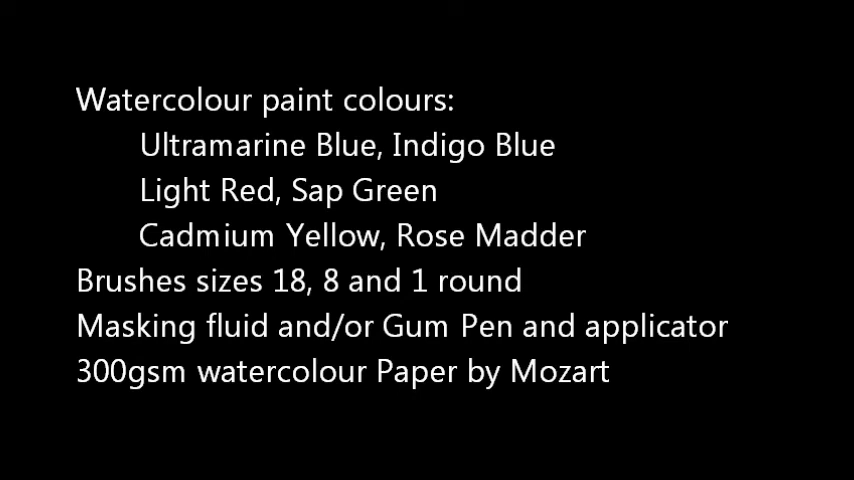 Watercolour paint colours:
Ultramarine Blue, Indigo Blue
Light Red, Sap Green
Cadmium Yellow, Rose Madder
Brushes sizes 18, 8 and 1 round
Masking fluid and/or Gum Pen and applicator
300gsm watercolour Paper by Mozart